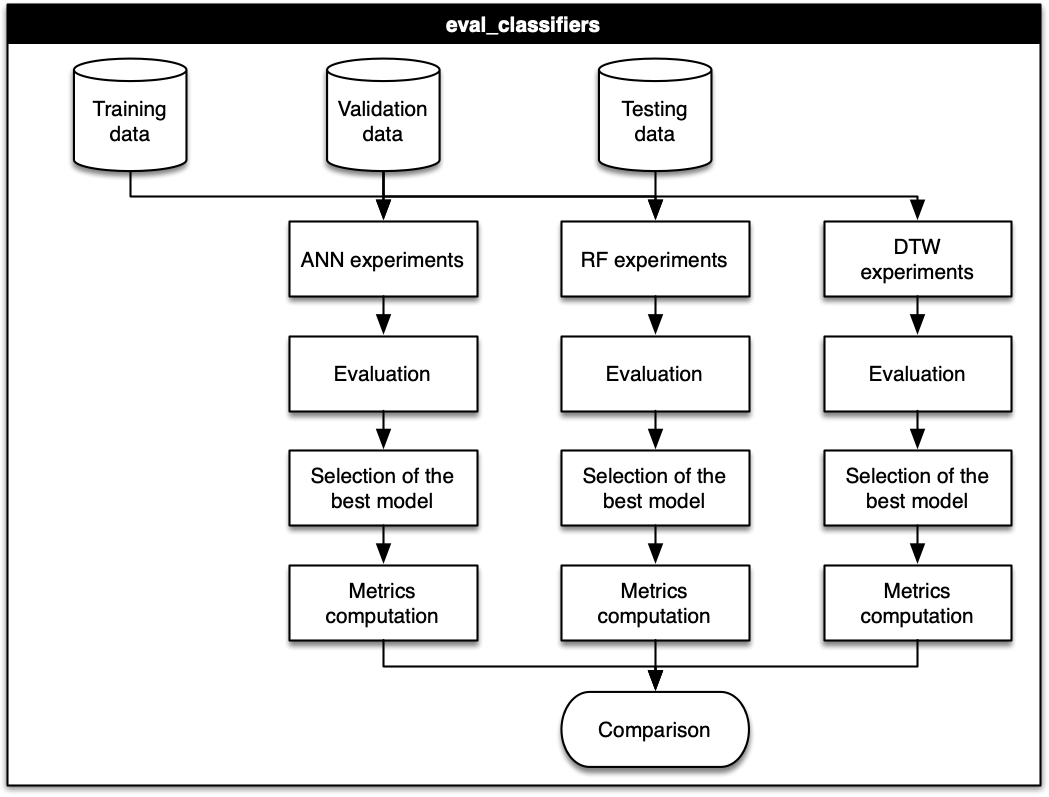 eval_classifiers
Training
data
Validation
data
Testing
data
ANN experiments
RF experiments
DTW
experiments
Evaluation
Evaluation
Evaluation
Selection of the
best model
Selection of the
best model
Selection of the
best model
Metrics
computation
Metrics
computation
Metrics
computation
Comparison